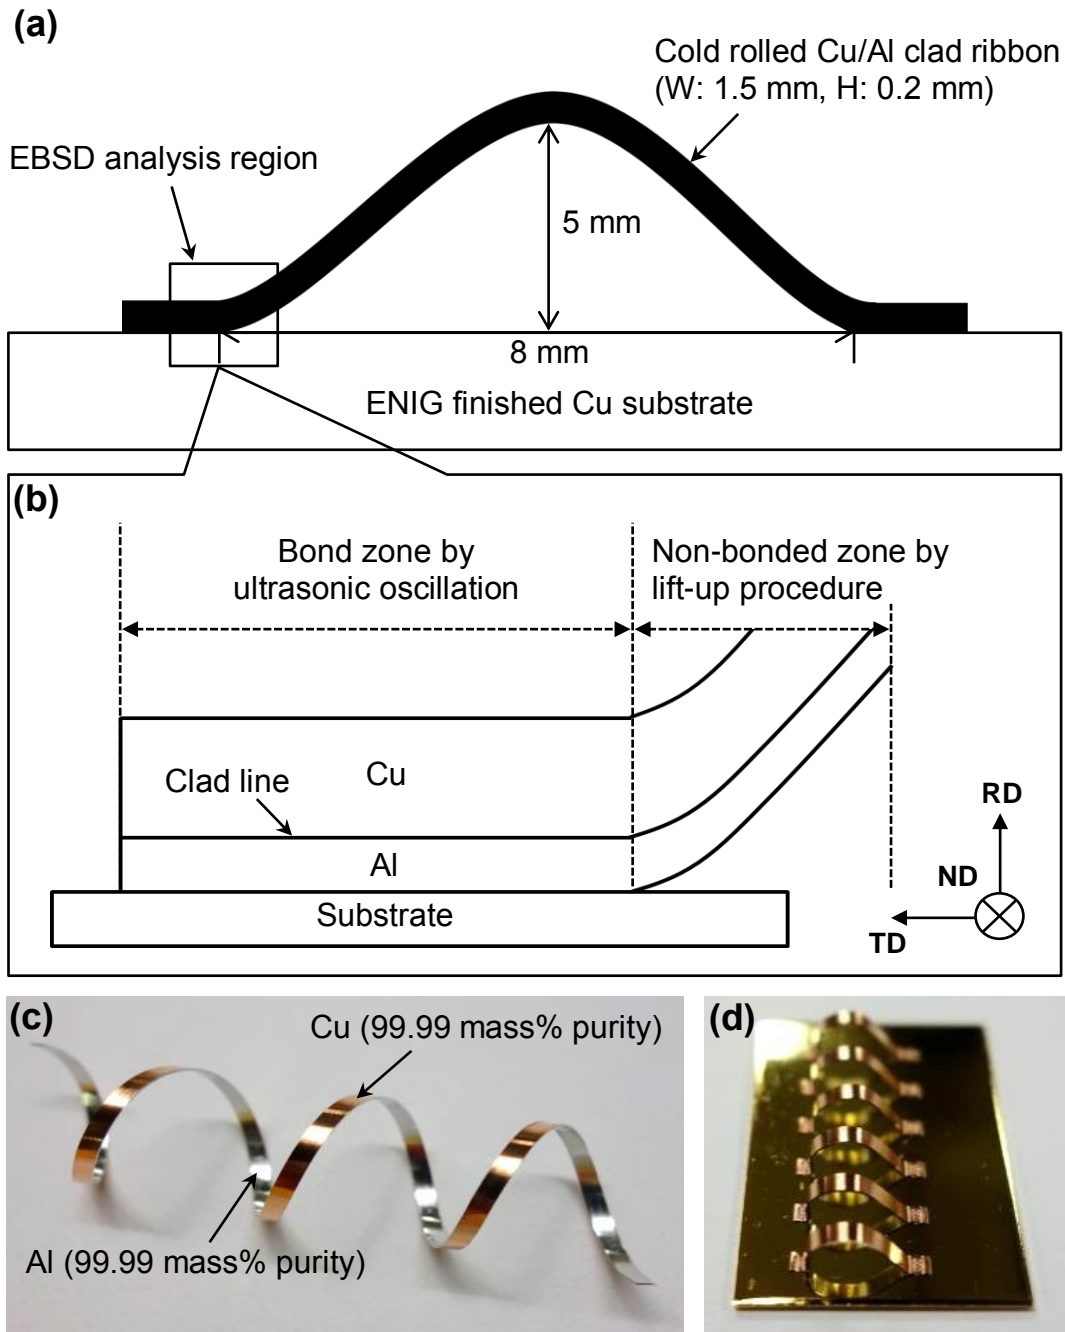 (a)
Cold rolled Cu/Al clad ribbon
(W: 1.5 mm, H: 0.2 mm)
EBSD analysis region
5 mm
8 mm
ENIG finished Cu substrate
(b)
Bond zone by
ultrasonic oscillation
Non-bonded zone by
lift-up procedure
Clad line
Cu
Al
Substrate
RD
ND
TD
(c)
Cu (99.99 mass% purity)
Al (99.99 mass% purity)
(d)